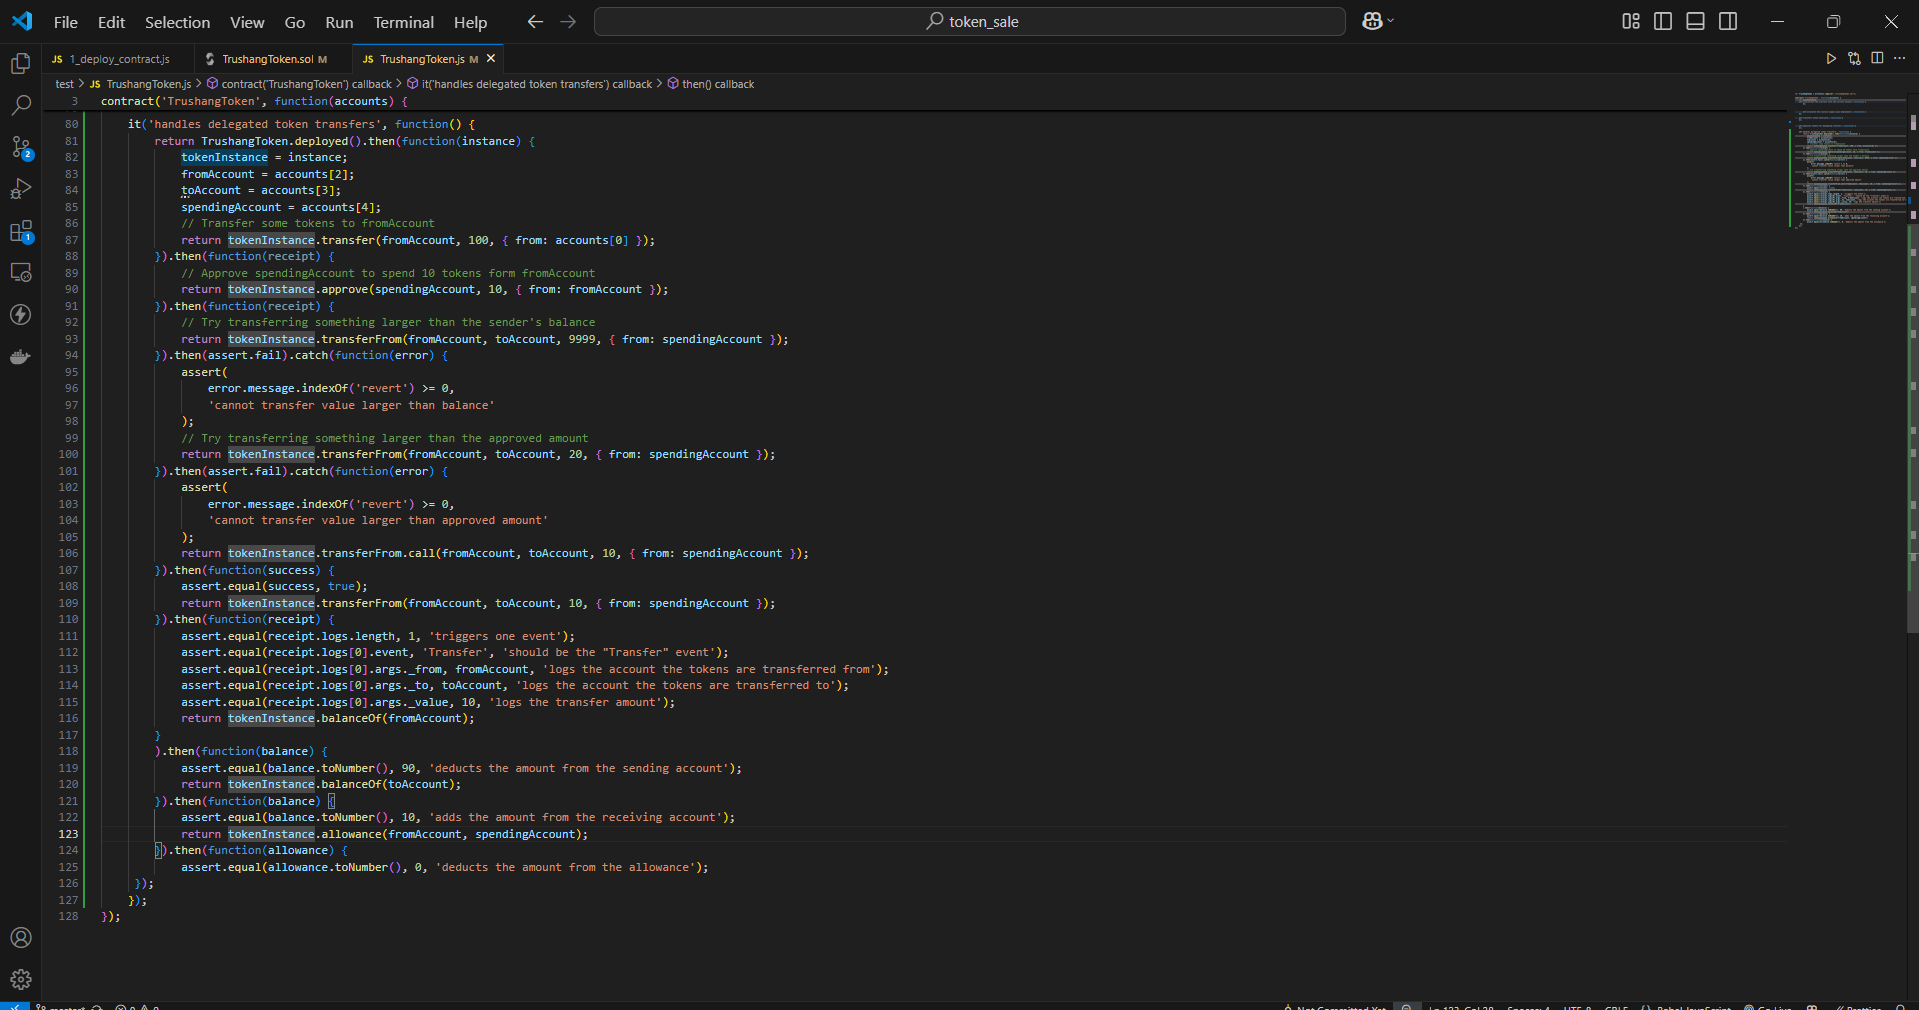 File Edit Selection View Go Run Terminal Help token_sale
JS 1_deploy_contract.js TrushangToken.sol M JS TrushangToken.js M
test > JS TrushangToken.js > contract('TrushangToken') callback > it('handles delegated token transfers') callback > then() callback
3 contract('TrushangToken', function(accounts) {
80 it('handles delegated token transfers', function() {
81 return TrushangToken.deployed().then(function(instance) {
82 tokenInstance = instance;
83 fromAccount = accounts[2];
84 toAccount = accounts[3];
85 spendingAccount = accounts[4];
86 // Transfer some tokens to fromAccount
87 return tokenInstance.transfer(fromAccount, 100, { from: accounts[0] });
88 }).then(function(receipt) {
89 // Approve spendingAccount to spend 10 tokens form fromAccount
90 return tokenInstance.approve(spendingAccount, 10, { from: fromAccount });
91 }).then(function(receipt) {
92 // Try transferring something larger than the sender's balance
93 return tokenInstance.transferFrom(fromAccount, toAccount, 9999, { from: spendingAccount });
94 }).then(assert.fail).catch(function(error) {
95 assert(
96 error.message.indexOf('revert') >= 0,
97 'cannot transfer value larger than balance'
98 );
99 // Try transferring something larger than the approved amount
100 return tokenInstance.transferFrom(fromAccount, toAccount, 20, { from: spendingAccount });
101 }).then(assert.fail).catch(function(error) {
102 assert(
103 error.message.indexOf('revert') >= 0,
104 'cannot transfer value larger than approved amount'
105 );
106 return tokenInstance.transferFrom.call(fromAccount, toAccount, 10, { from: spendingAccount });
107 }).then(function(success) {
108 assert.equal(success, true);
109 return tokenInstance.transferFrom(fromAccount, toAccount, 10, { from: spendingAccount });
110 }).then(function(receipt) {
111 assert.equal(receipt.logs.length, 1, 'triggers one event');
112 assert.equal(receipt.logs[0].event, 'Transfer', 'should be the "Transfer" event');
113 assert.equal(receipt.logs[0].args._from, fromAccount, 'logs the account the tokens are transferred from');
114 assert.equal(receipt.logs[0].args._to, toAccount, 'logs the account the tokens are transferred to');
115 assert.equal(receipt.logs[0].args._value, 10, 'logs the transfer amount');
116 return tokenInstance.balanceOf(fromAccount);
117 }
118 ).then(function(balance) {
119 assert.equal(balance.toNumber(), 90, 'deducts the amount from the sending account');
120 return tokenInstance.balanceOf(toAccount);
121 }).then(function(balance) {
122 assert.equal(balance.toNumber(), 10, 'adds the amount from the receiving account');
123 return tokenInstance.allowance(fromAccount, spendingAccount);
124 }).then(function(allowance) {
125 assert.equal(allowance.toNumber(), 0, 'deducts the amount from the allowance');
126 });
127 });
128 });